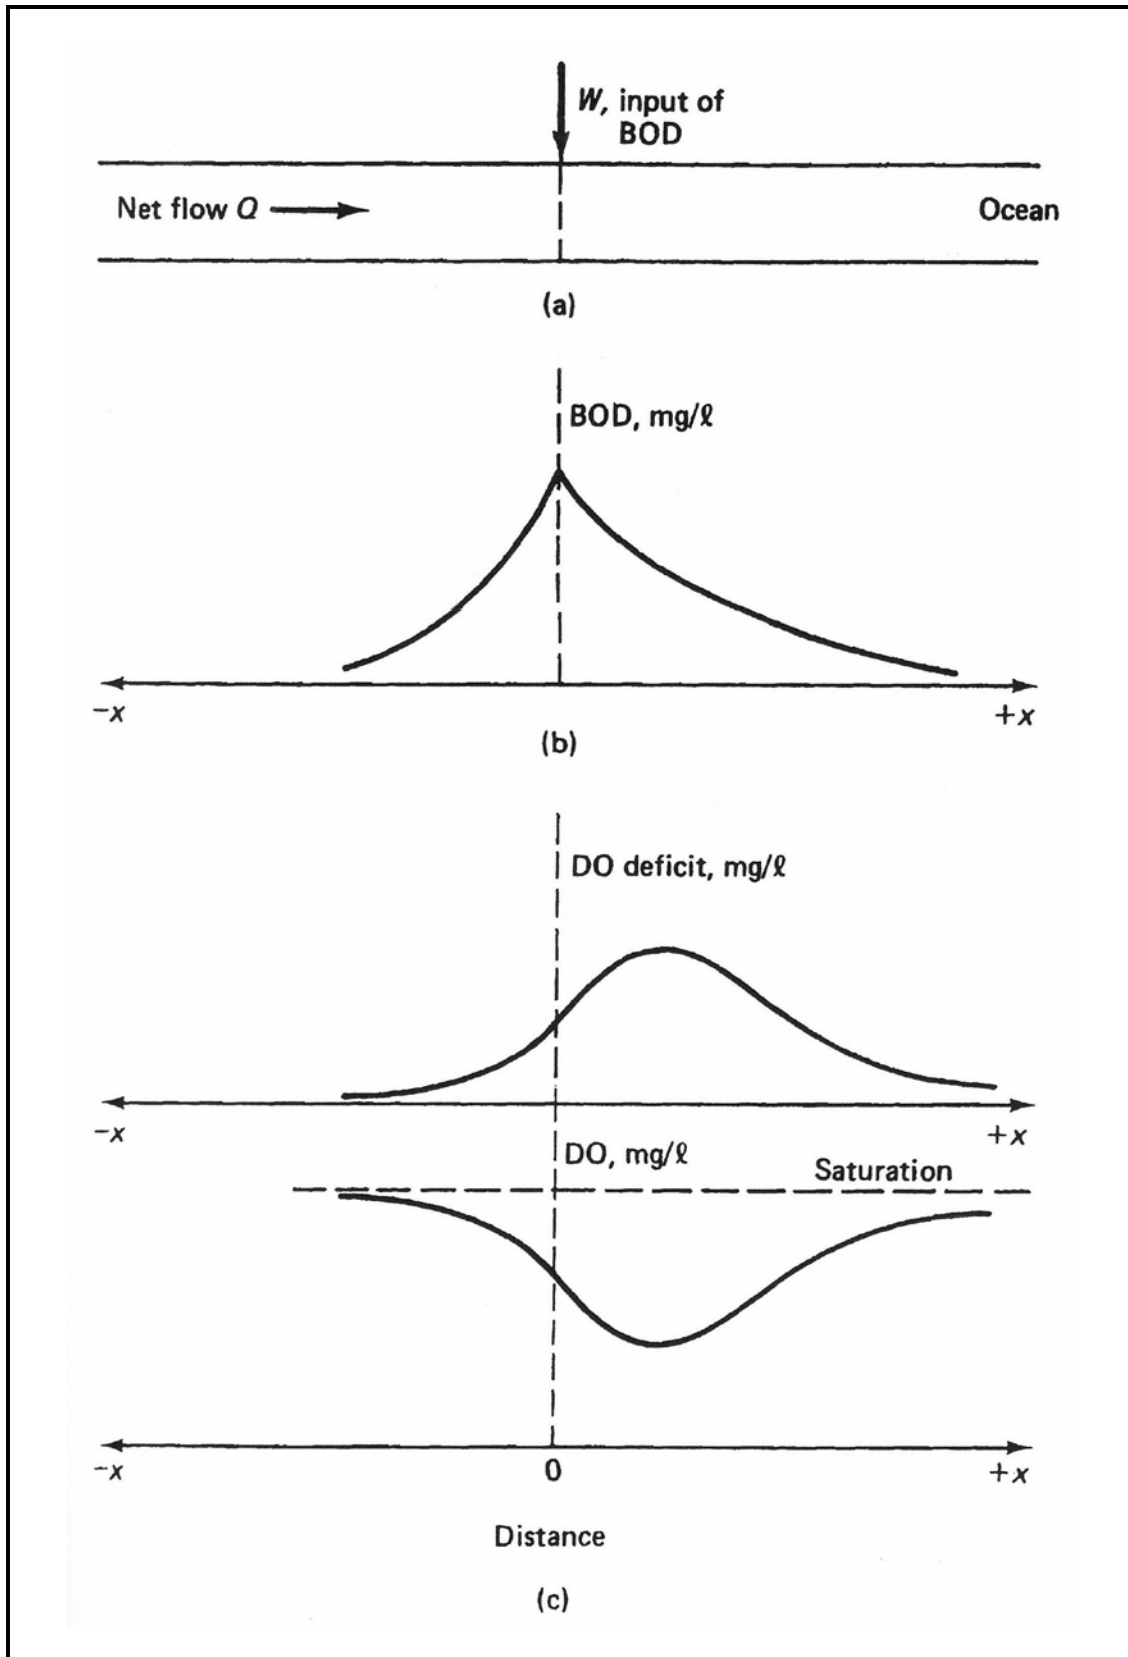 W, input of
BOD
Net flow Q
Ocean
(a)
BOD, mg/ℓ
−x
+x
(b)
DO deficit, mg/ℓ
−x
+x
DO, mg/ℓ
Saturation
−x
0
+x
Distance
(c)